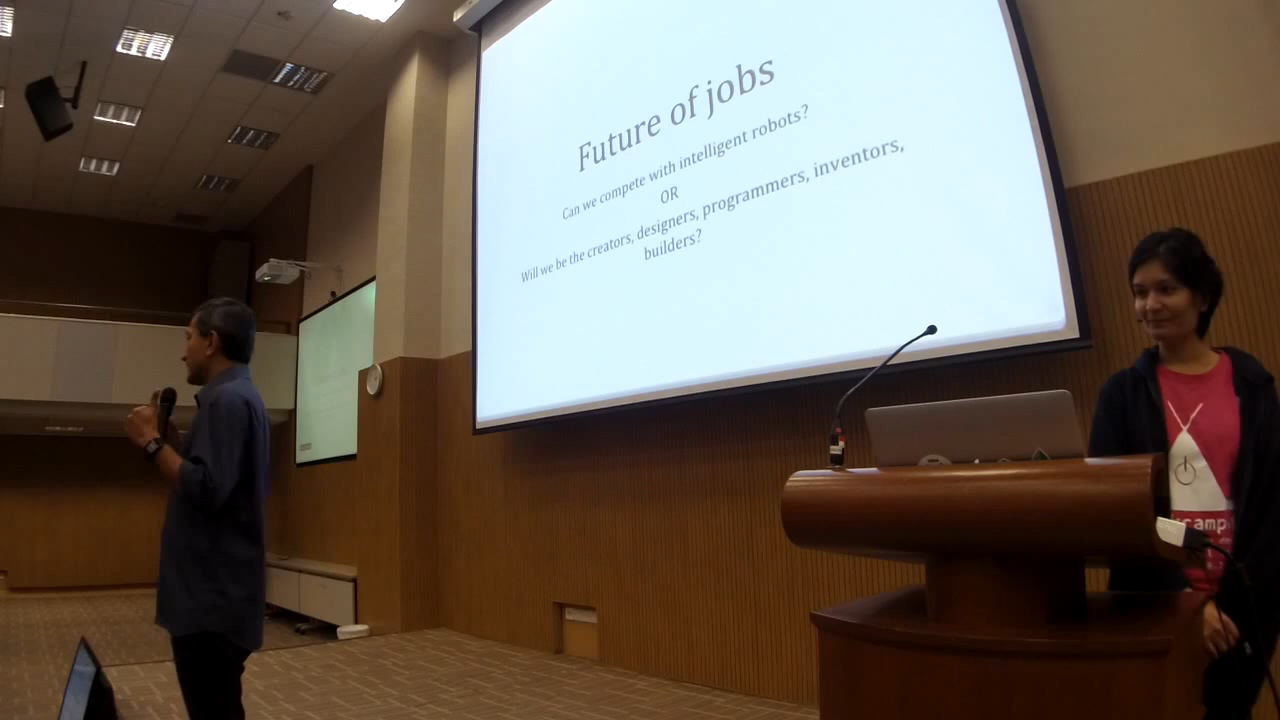 Future of jobs
Can we compete with intelligent robots?
OR
Will we be the creators, designers, programmers, inventors,
builders?
camp